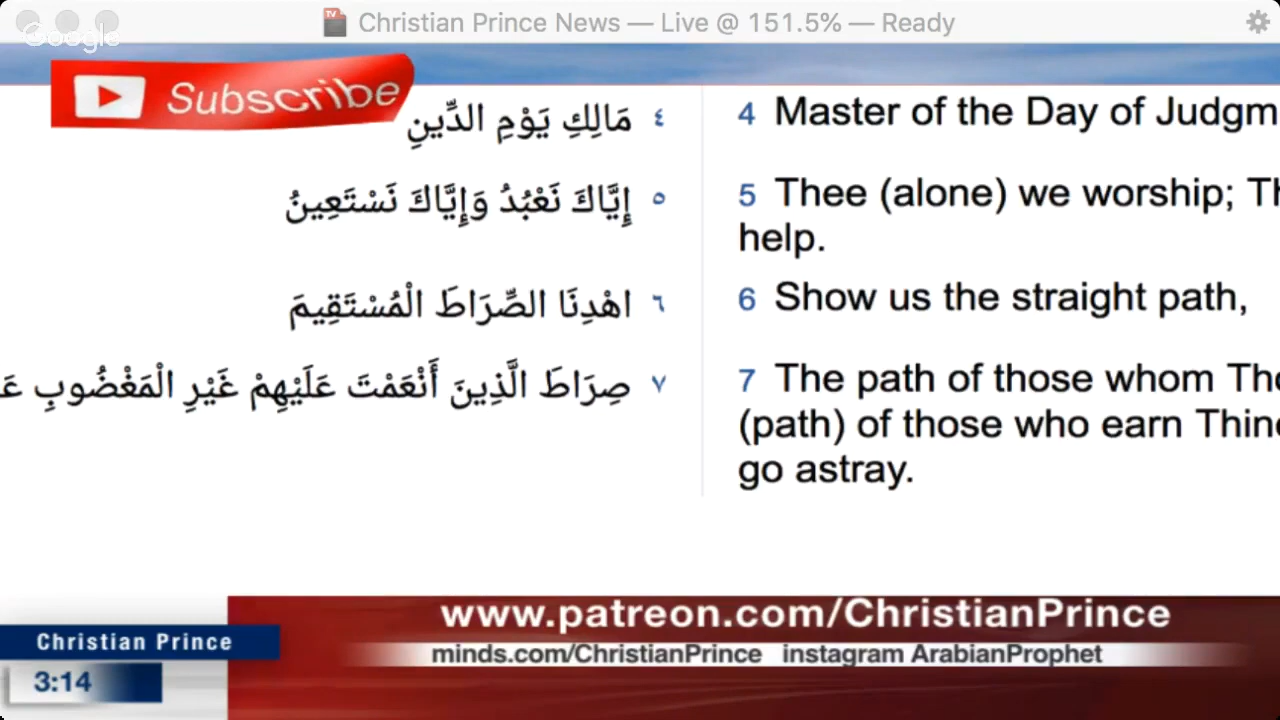 Christian Prince News — Live @ 151.5% — Ready
Google
Subscribe
٤ مَالِكِ يَوْمِ الدِّينِ
4 Master of the Day of Judgm
٥ إِيَّاكَ نَعْبُدُ وَإِيَّاكَ نَسْتَعِينُ
5 Thee (alone) we worship; Th
help.
٦ اهْدِنَا الصِّرَاطَ الْمُسْتَقِيمَ
6 Show us the straight path,
٧ صِرَاطَ الَّذِينَ أَنْعَمْتَ عَلَيْهِمْ غَيْرِ الْمَغْضُوبِ عَ
7 The path of those whom Tho
(path) of those who earn Thine
go astray.
www.patreon.com/ChristianPrince
Christian Prince
minds.com/ChristianPrince instagram ArabianProphet
3:14